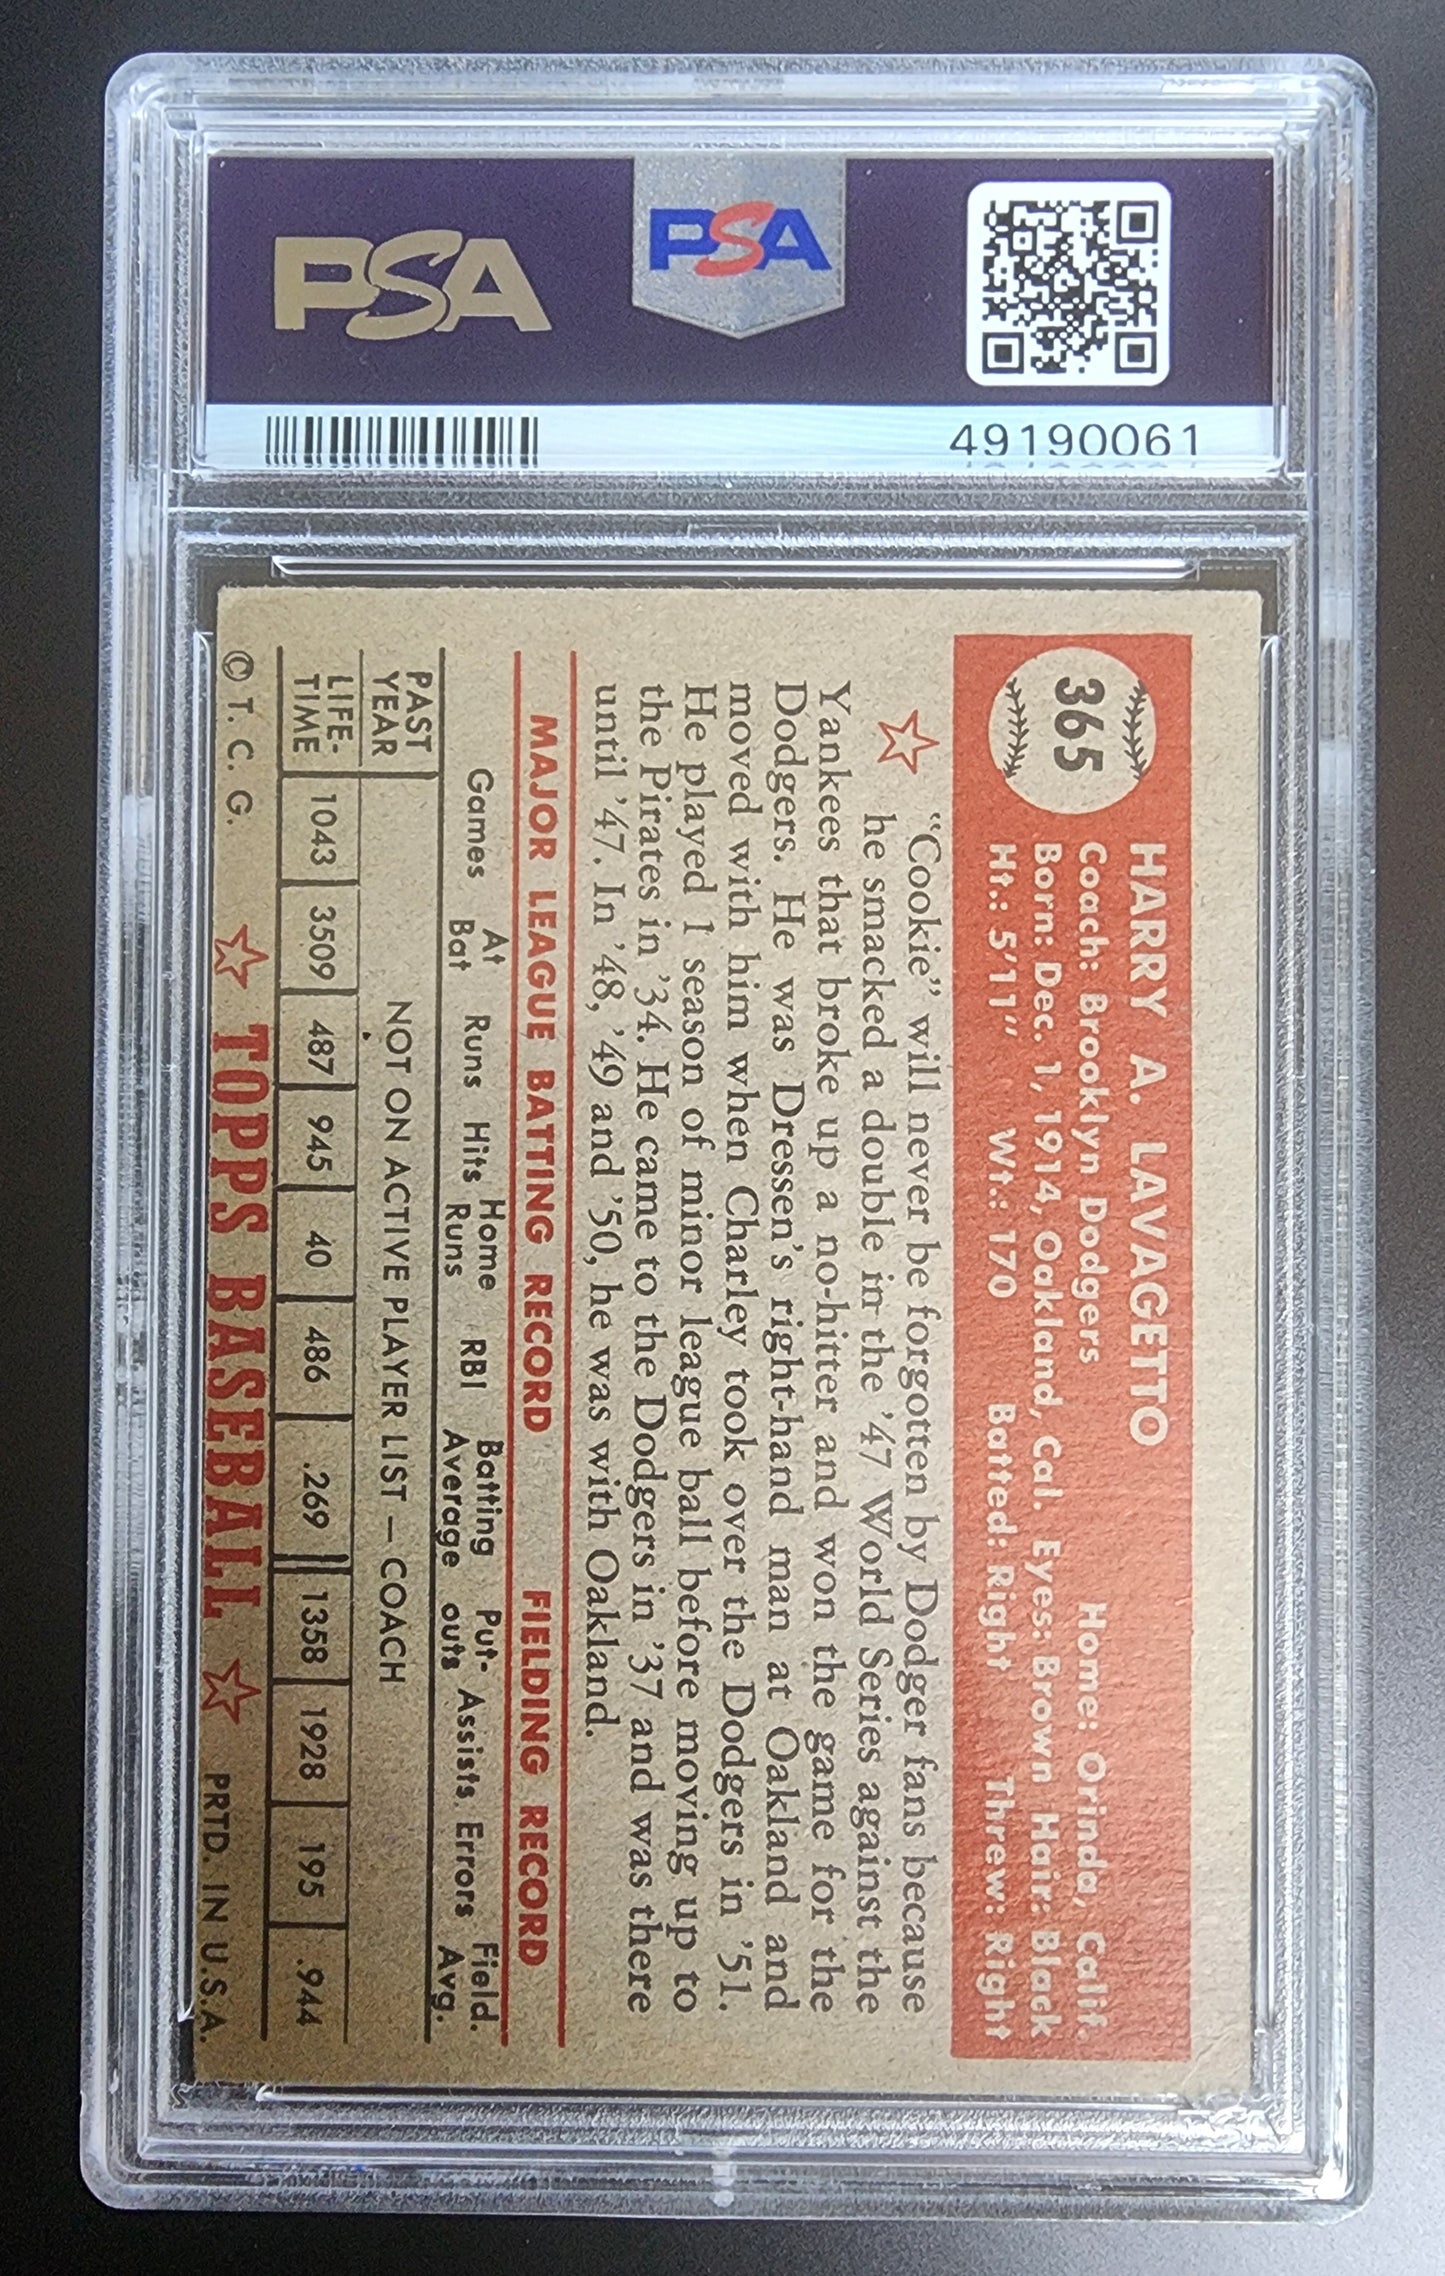 PSA
PSA
49190061
365
HARRY A. LAVAGETTO
Coach: Brooklyn Dodgers Home: Orinda, Calif.
Born: Dec. 1, 1914, Oakland, Cal. Eyes: Brown Hair: Black
Ht.: 5'11" Wt.: 170 Batted: Right Threw: Right
"Cookie" will never be forgotten by Dodger fans because
he smacked a double in the '47 World Series against the
Yankees that broke up a no-hitter and won the game for the
Dodgers. He was Dressen's right-hand man at Oakland and
moved with him when Charley took over the Dodgers in '51.
He played 1 season of minor league ball before moving up to
the Pirates in '34. He came to the Dodgers in '37 and was there
until '47. In '48, '49 and '50, he was with Oakland.
MAJOR LEAGUE BATTING RECORD FIELDING RECORD
Games At Bat Runs Hits Home Runs RBI Batting Average Put-outs Assists Errors Field. Avg.
PAST YEAR NOT ON ACTIVE PLAYER LIST — COACH
LIFE-TIME 1043 3509 487 945 40 486 .269 1358 1928 195 .944
© T. C. G. TOPPS BASEBALL PRTD. IN U.S.A.